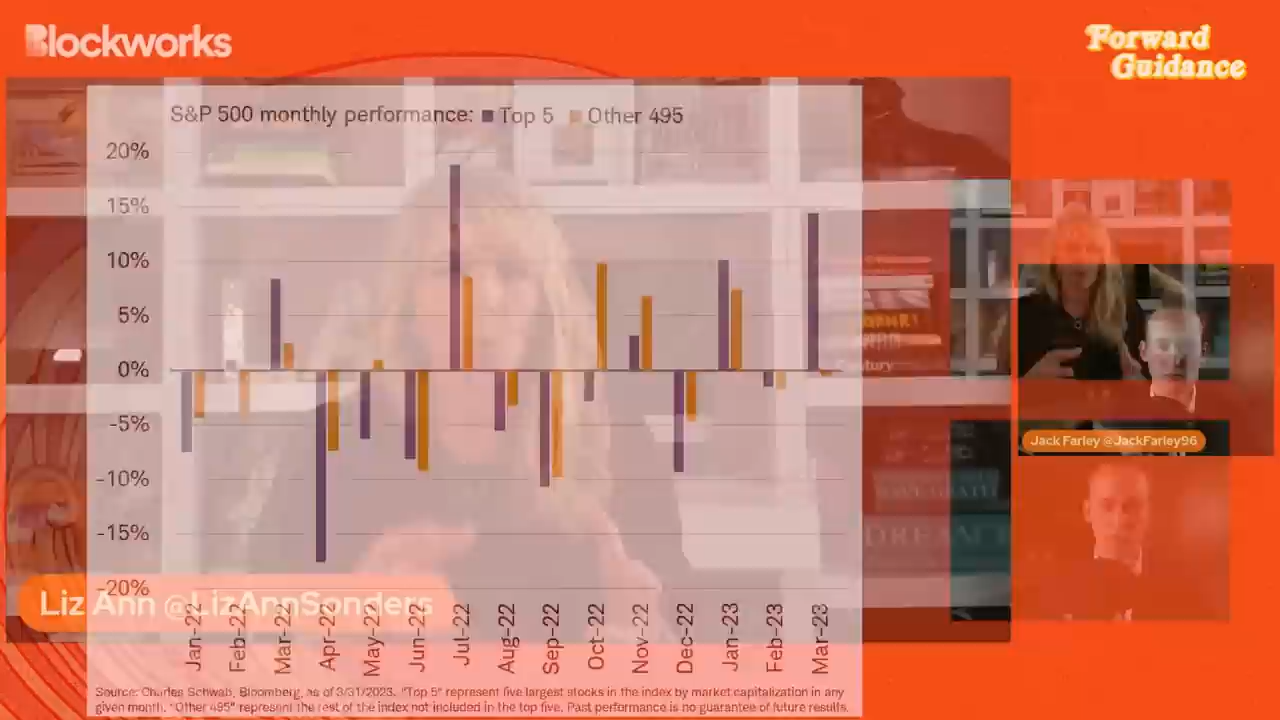 Blockworks
Forward
Guidance
S&P 500 monthly performance: Top 5 Other 495
20%
15%
10%
5%
0%
-5%
-10%
-15%
-20%
Jan-22
Feb-22
Mar-22
Apr-22
May-22
Jun-22
Jul-22
Aug-22
Sep-22
Oct-22
Nov-22
Dec-22
Jan-23
Feb-23
Mar-23
Source: Charles Schwab, Bloomberg, as of 3/31/2023. "Top 5" represent five largest stocks in the index by market capitalization in any
given month. "Other 495" represent the rest of the index not included in the top five. Past performance is no guarantee of future results.
Liz Ann @LizAnnSonders
Jack Farley @JackFarley96
Century